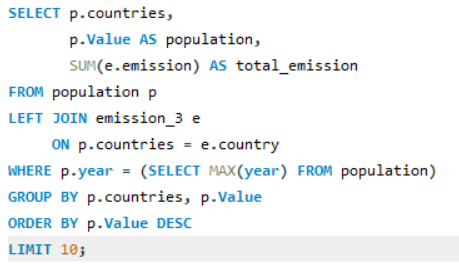 SELECT p.countries,
p.Value AS population,
SUM(e.emission) AS total_emission
FROM population p
LEFT JOIN emission_3 e
ON p.countries = e.country
WHERE p.year = (SELECT MAX(year) FROM population)
GROUP BY p.countries, p.Value
ORDER BY p.Value DESC
LIMIT 10;